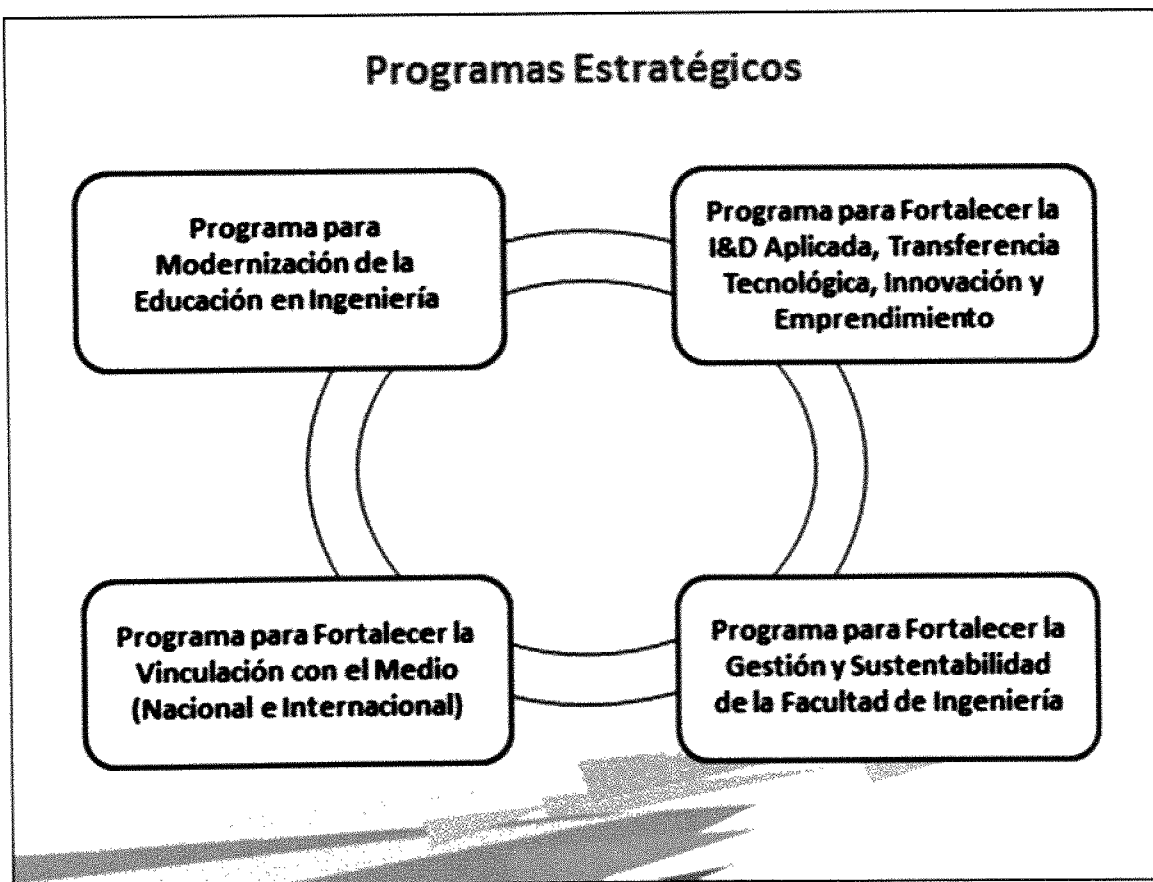 Programas Estratégicos
Programa para
Modernización de la
Educación en Ingeniería
Programa para Fortalecer la
I&D Aplicada, Transferencia
Tecnológica, Innovación y
Emprendimiento
Programa para Fortalecer la
Vinculación con el Medio
(Nacional e Internacional)
Programa para Fortalecer la
Gestión y Sustentabilidad
de la Facultad de Ingeniería